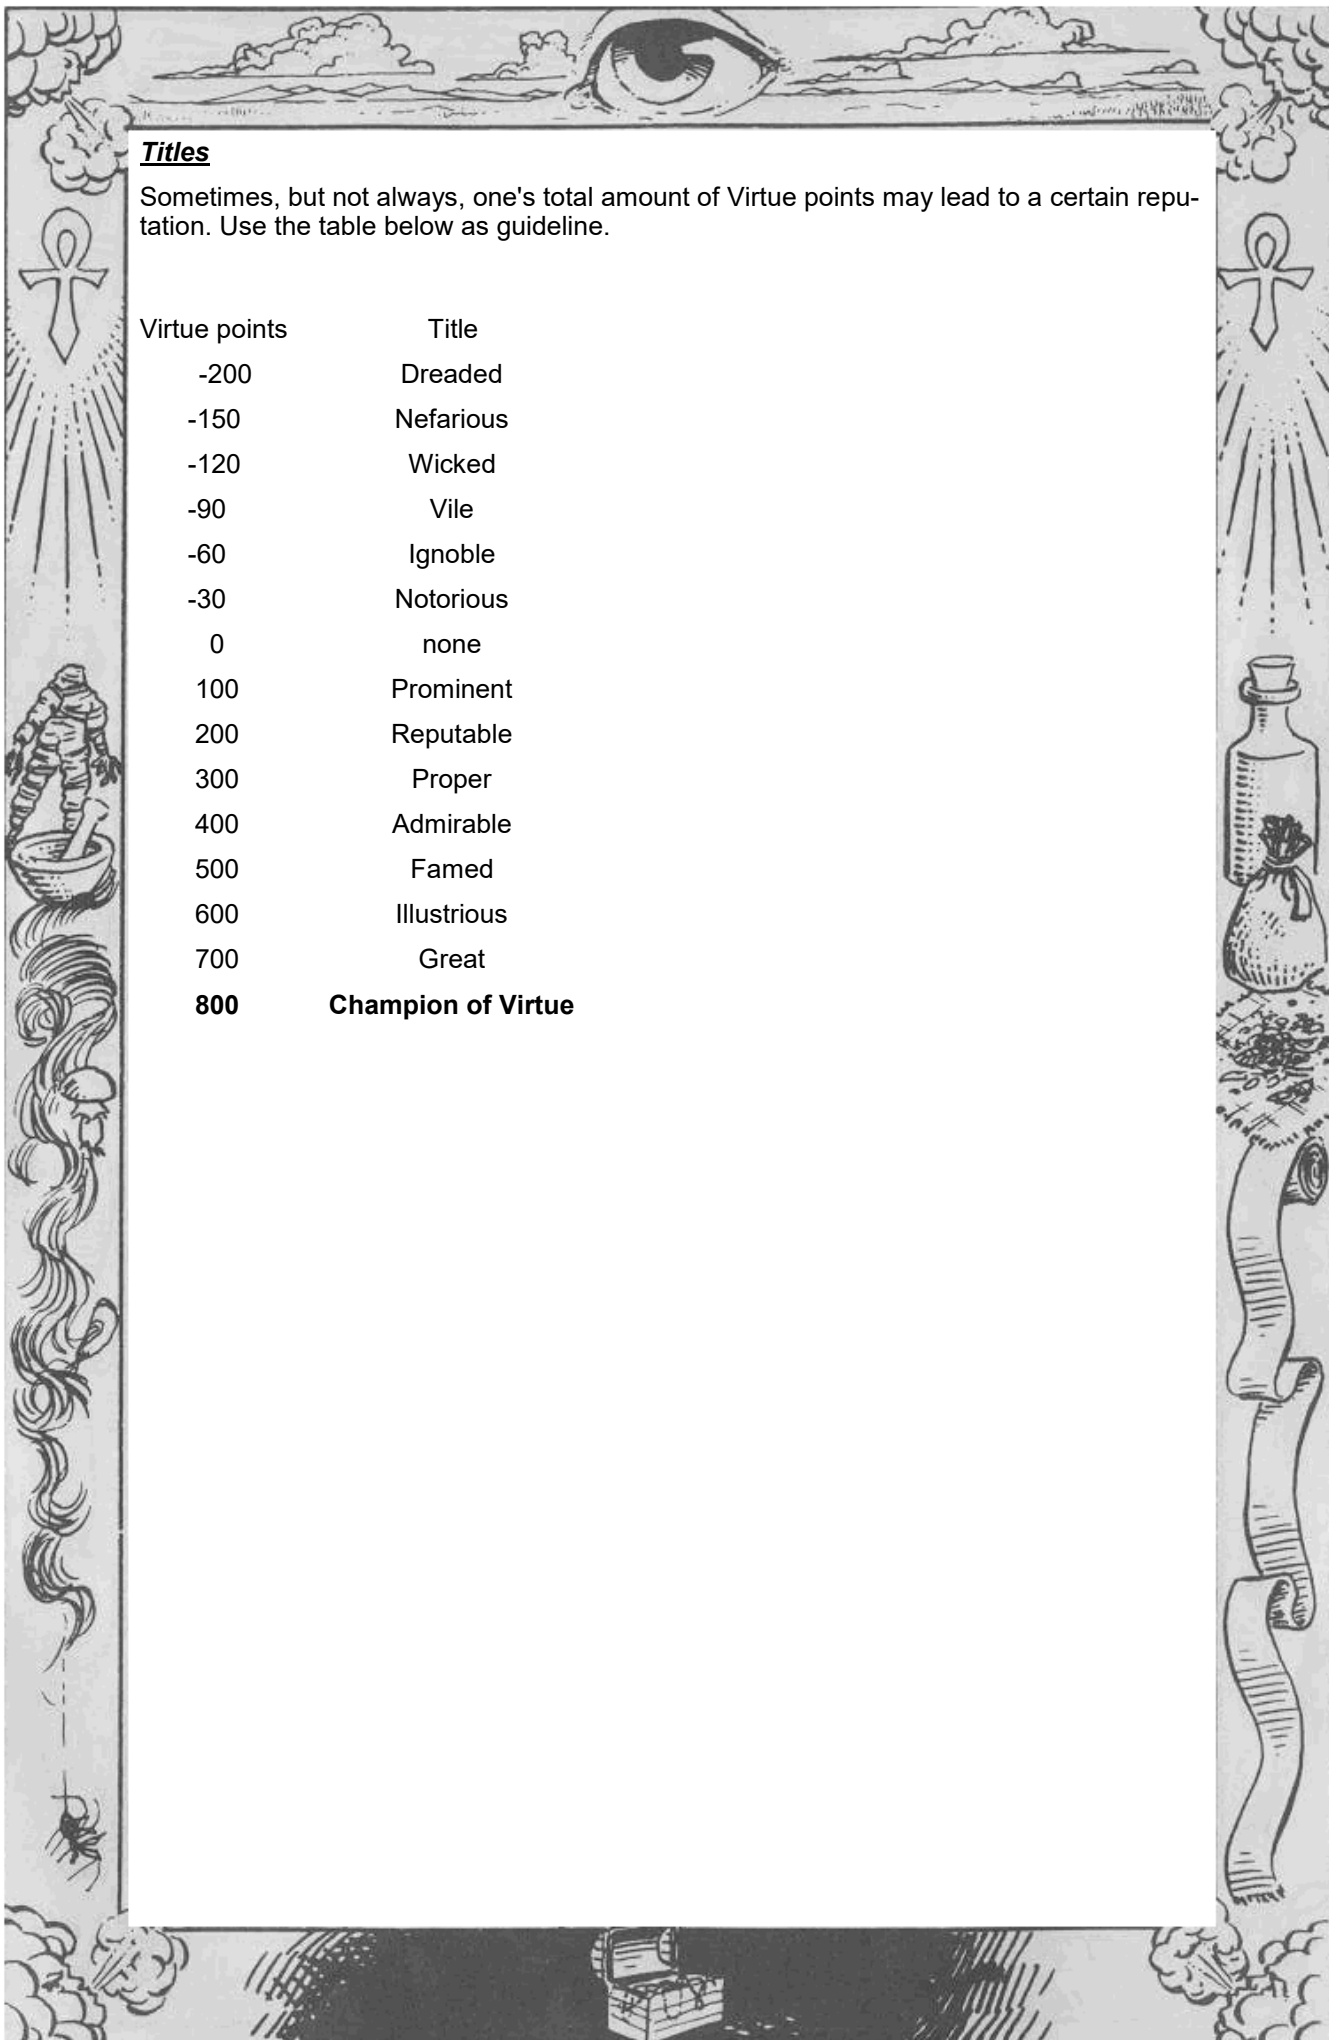 Titles
Sometimes, but not always, one's total amount of Virtue points may lead to a certain repu-
tation. Use the table below as guideline.
Virtue points Title
-200 Dreaded
-150 Nefarious
-120 Wicked
-90 Vile
-60 Ignoble
-30 Notorious
0 none
100 Prominent
200 Reputable
300 Proper
400 Admirable
500 Famed
600 Illustrious
700 Great
800 Champion of Virtue